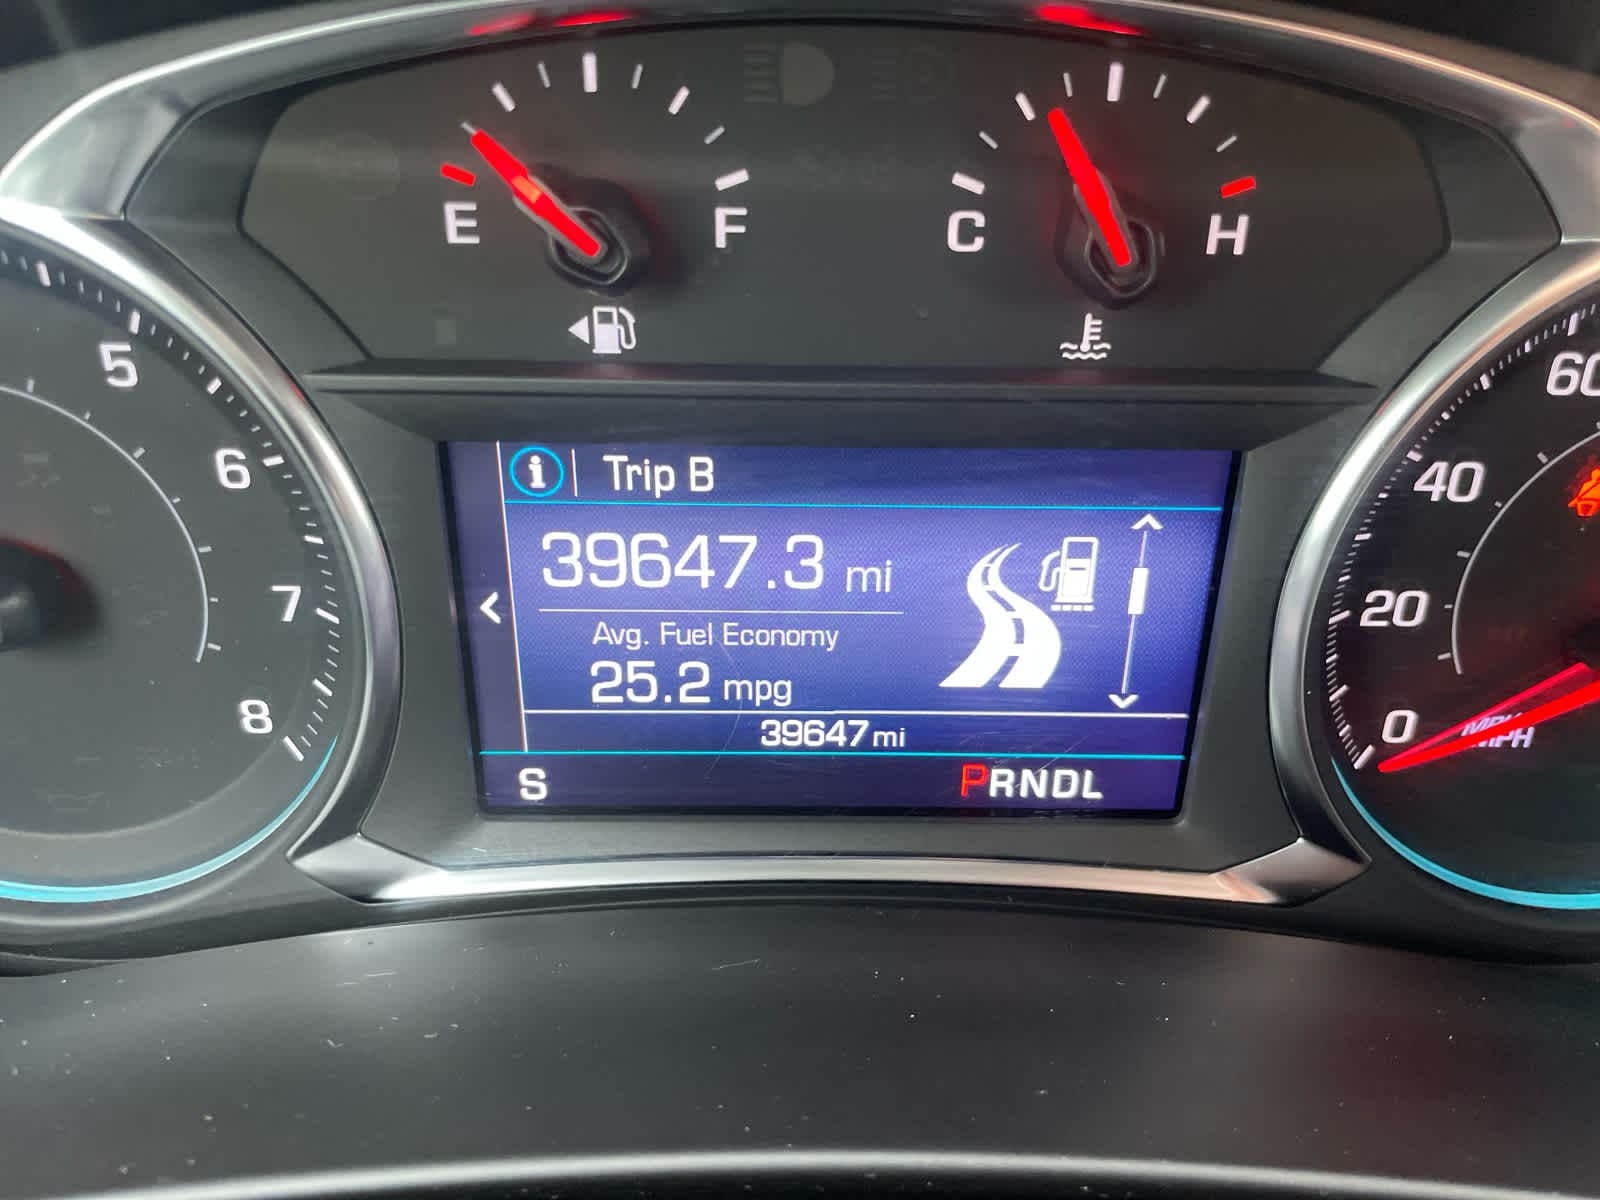 E F C H
5
6
7
8
60
40
20
0
MPH
i Trip B
39647.3 mi
Avg. Fuel Economy
25.2 mpg
39647 mi
S PRNDL